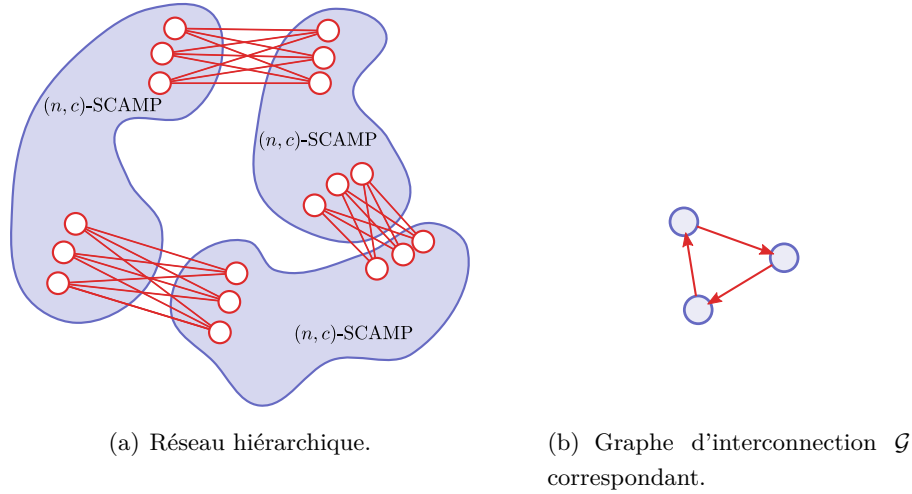 (n, c)-SCAMP
(n, c)-SCAMP
(n, c)-SCAMP
(a) Réseau hiérarchique.
(b) Graphe d'interconnection 𝒢
correspondant.